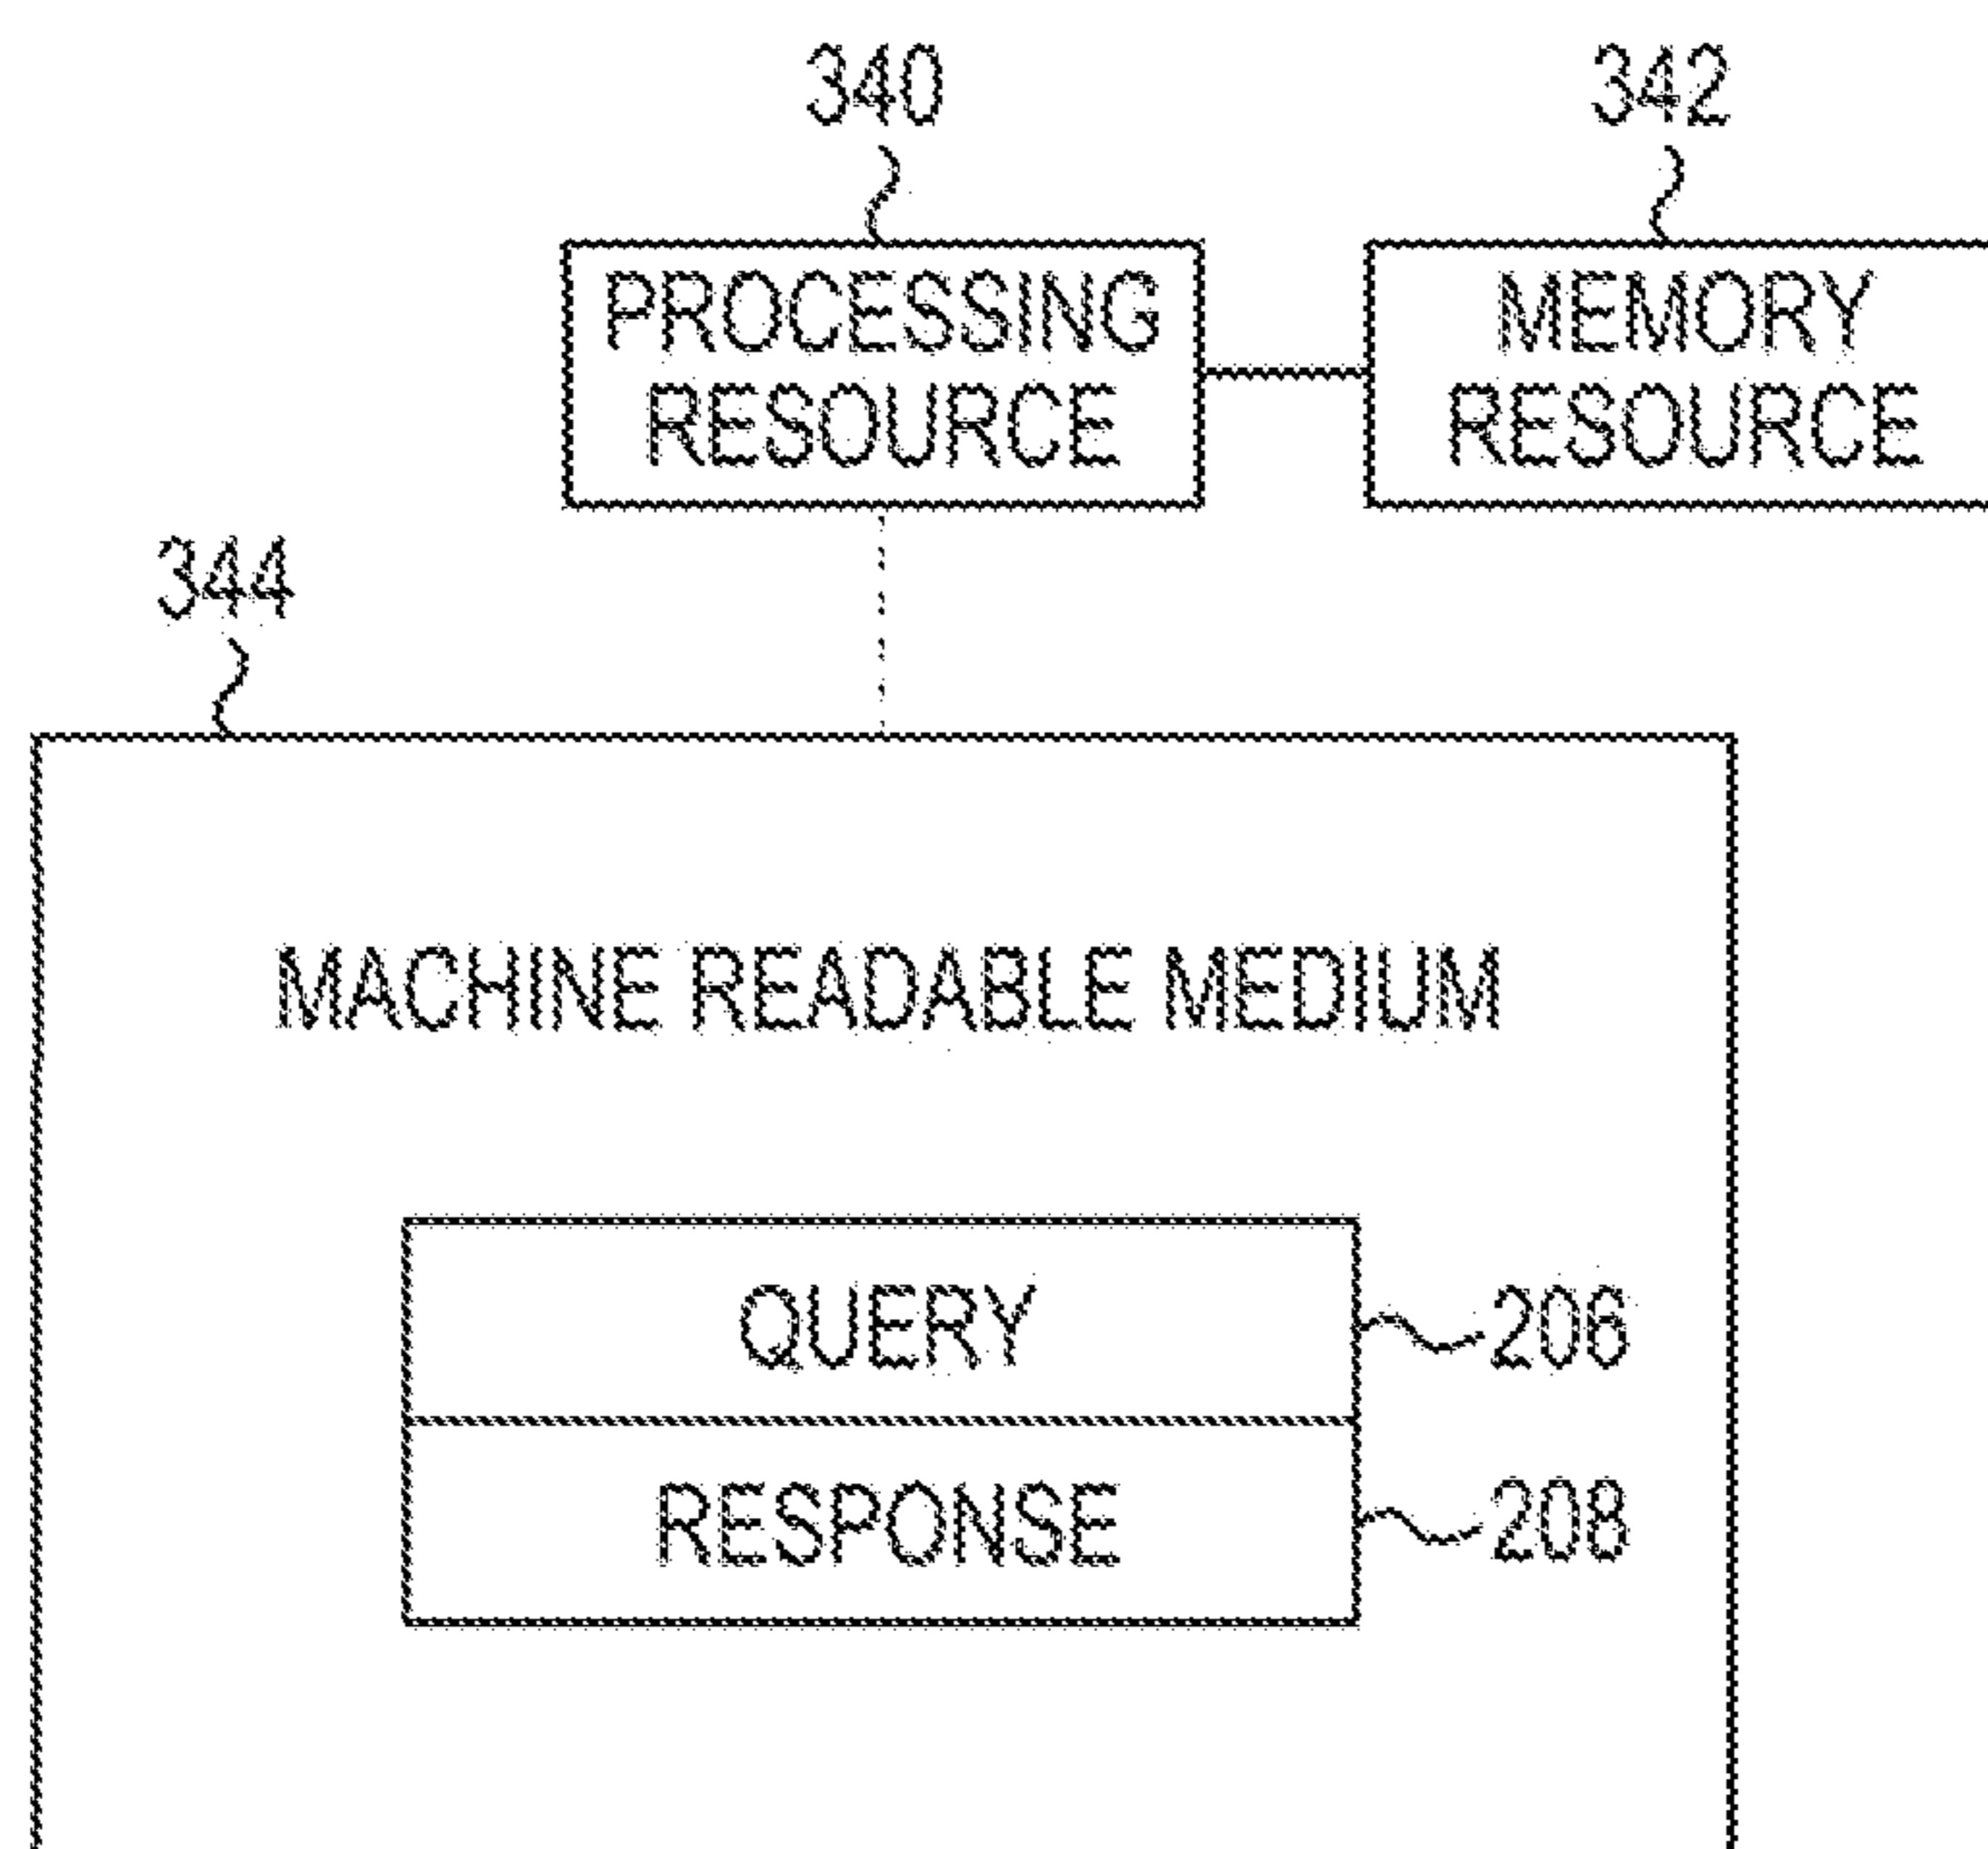 340
342
PROCESSING
RESOURCE
MEMORY
RESOURCE
344
MACHINE READABLE MEDIUM
QUERY
206
RESPONSE
208